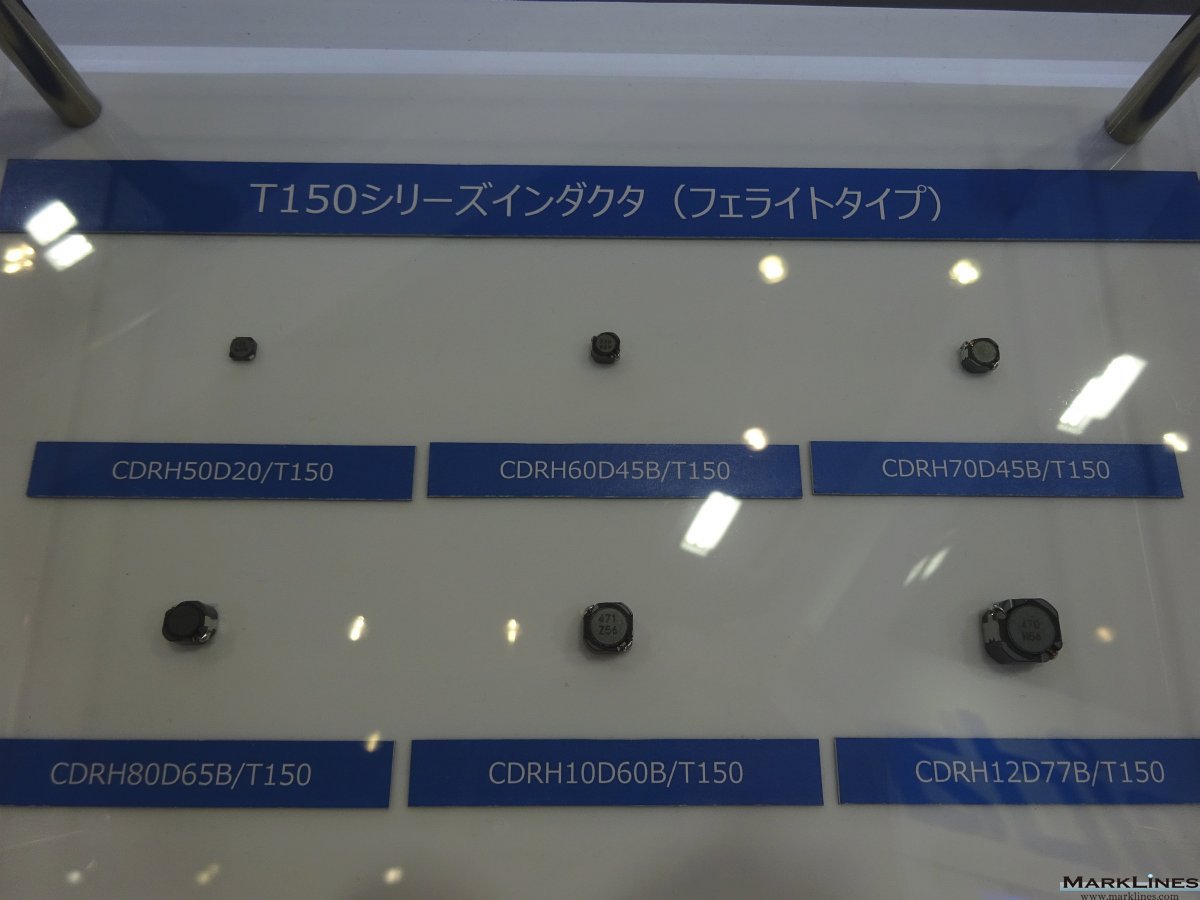 T150シリーズインダクタ（フェライトタイプ）
CDRH50D20/T150
CDRH60D45B/T150
CDRH70D45B/T150
471
Z56
470
N56
CDRH80D65B/T150
CDRH10D60B/T150
CDRH12D77B/T150
MARKLINES
www.marklines.com